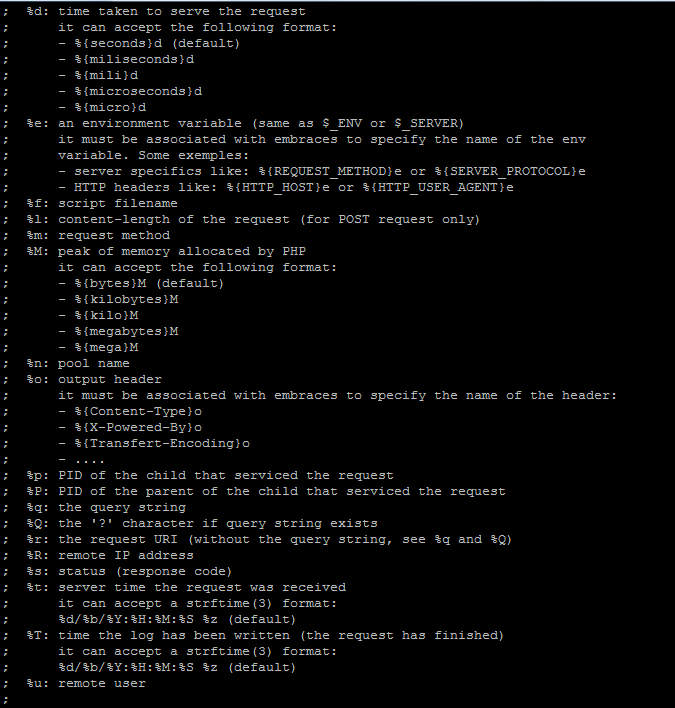 ;  %d: time taken to serve the request
;      it can accept the following format:
;      - %{seconds}d (default)
;      - %{miliseconds}d
;      - %{mili}d
;      - %{microseconds}d
;      - %{micro}d
;  %e: an environment variable (same as $_ENV or $_SERVER)
;      it must be associated with embraces to specify the name of the env
;      variable. Some exemples:
;      - server specifics like: %{REQUEST_METHOD}e or %{SERVER_PROTOCOL}e
;      - HTTP headers like: %{HTTP_HOST}e or %{HTTP_USER_AGENT}e
;  %f: script filename
;  %l: content-length of the request (for POST request only)
;  %m: request method
;  %M: peak of memory allocated by PHP
;      it can accept the following format:
;      - %{bytes}M (default)
;      - %{kilobytes}M
;      - %{kilo}M
;      - %{megabytes}M
;      - %{mega}M
;  %n: pool name
;  %o: output header
;      it must be associated with embraces to specify the name of the header:
;      - %{Content-Type}o
;      - %{X-Powered-By}o
;      - %{Transfert-Encoding}o
;      - ....
;  %p: PID of the child that serviced the request
;  %P: PID of the parent of the child that serviced the request
;  %q: the query string
;  %Q: the '?' character if query string exists
;  %r: the request URI (without the query string, see %q and %Q)
;  %R: remote IP address
;  %s: status (response code)
;  %t: server time the request was received
;      it can accept a strftime(3) format:
;      %d/%b/%Y:%H:%M:%S %z (default)
;  %T: time the log has been written (the request has finished)
;      it can accept a strftime(3) format:
;      %d/%b/%Y:%H:%M:%S %z (default)
;  %u: remote user
;